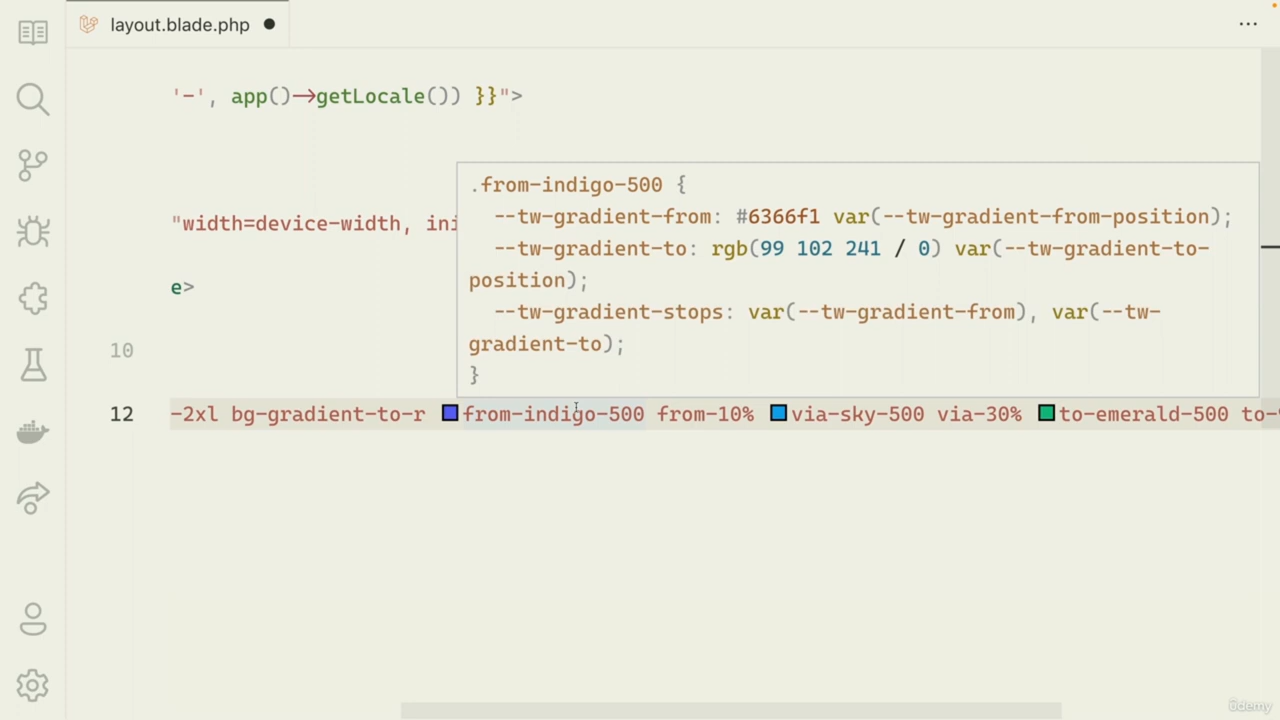 layout.blade.php
'-', app()->getLocale()) }}">
.from-indigo-500 {
--tw-gradient-from: #6366f1 var(--tw-gradient-from-position);
"width=device-width, ini
--tw-gradient-to: rgb(99 102 241 / 0) var(--tw-gradient-to-
position);
e>
--tw-gradient-stops: var(--tw-gradient-from), var(--tw-
gradient-to);
10
}
12 -2xl bg-gradient-to-r from-indigo-500 from-10% via-sky-500 via-30% to-emerald-500 to-
udemy